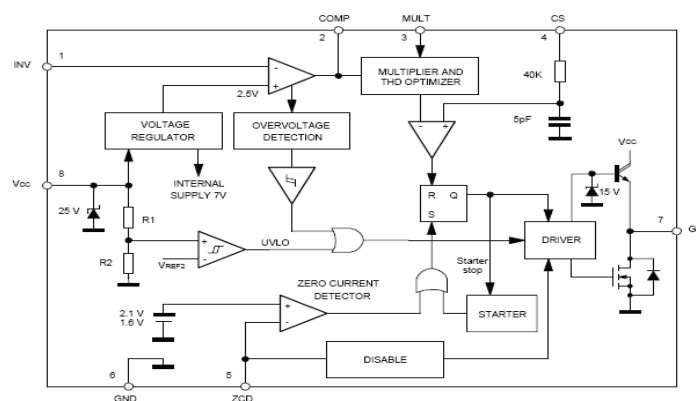 COMP
MULT
CS
2
3
4
INV
1
40K
2.5V
MULTIPLIER AND
THD OPTIMIZER
5pF
VOLTAGE
REGULATOR
OVERVOLTAGE
DETECTION
Vcc
Vcc
8
INTERNAL
SUPPLY 7V
R Q
S
15 V
25 V
R1
7
DRIVER
R2
VREF2
UVLO
Starter
stop
ZERO CURRENT
DETECTOR
2.1 V
1.6 V
STARTER
DISABLE
6
5
GND
ZCD